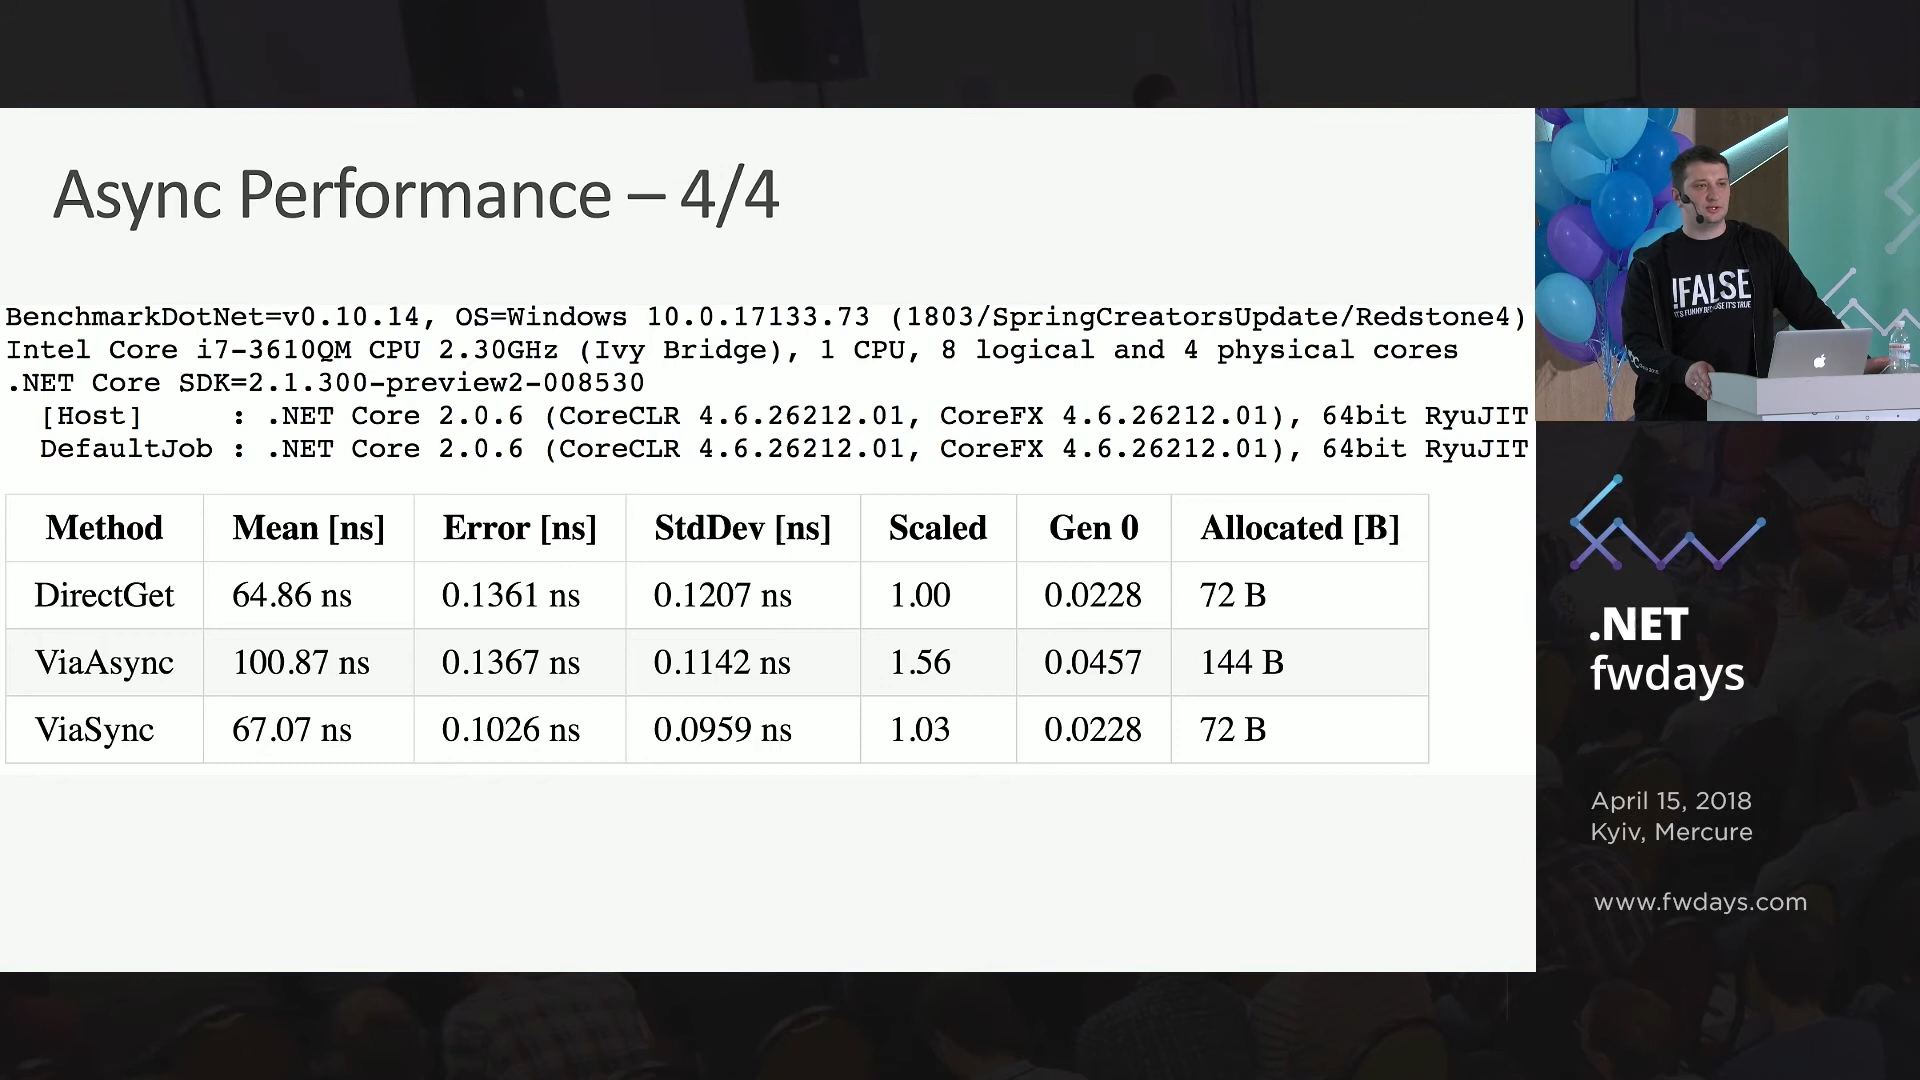 Async Performance – 4/4
BenchmarkDotNet=v0.10.14, OS=Windows 10.0.17133.73 (1803/SpringCreatorsUpdate/Redstone4)
Intel Core i7-3610QM CPU 2.30GHz (Ivy Bridge), 1 CPU, 8 logical and 4 physical cores
.NET Core SDK=2.1.300-preview2-008530
[Host] : .NET Core 2.0.6 (CoreCLR 4.6.26212.01, CoreFX 4.6.26212.01), 64bit RyuJIT
DefaultJob : .NET Core 2.0.6 (CoreCLR 4.6.26212.01, CoreFX 4.6.26212.01), 64bit RyuJIT
Method Mean [ns] Error [ns] StdDev [ns] Scaled Gen 0 Allocated [B]
DirectGet 64.86 ns 0.1361 ns 0.1207 ns 1.00 0.0228 72 B
ViaAsync 100.87 ns 0.1367 ns 0.1142 ns 1.56 0.0457 144 B
ViaSync 67.07 ns 0.1026 ns 0.0959 ns 1.03 0.0228 72 B
!FALSE
IT'S TRUE
.NET
fwdays
April 15, 2018
Kyiv, Mercure
www.fwdays.com